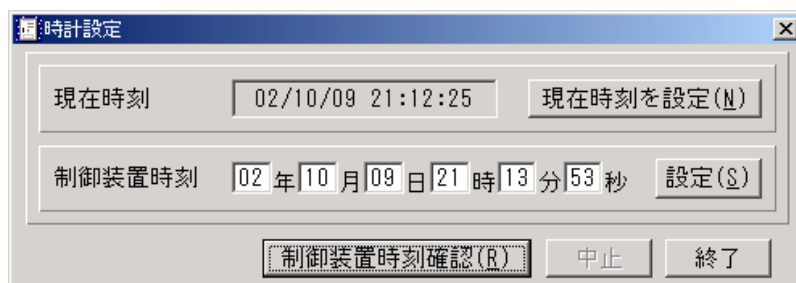 時計設定
現在時刻 02/10/09 21:12:25 現在時刻を設定(N)
制御装置時刻 02 年 10 月 09 日 21 時 13 分 53 秒 設定(S)
制御装置時刻確認(R) 中止 終了